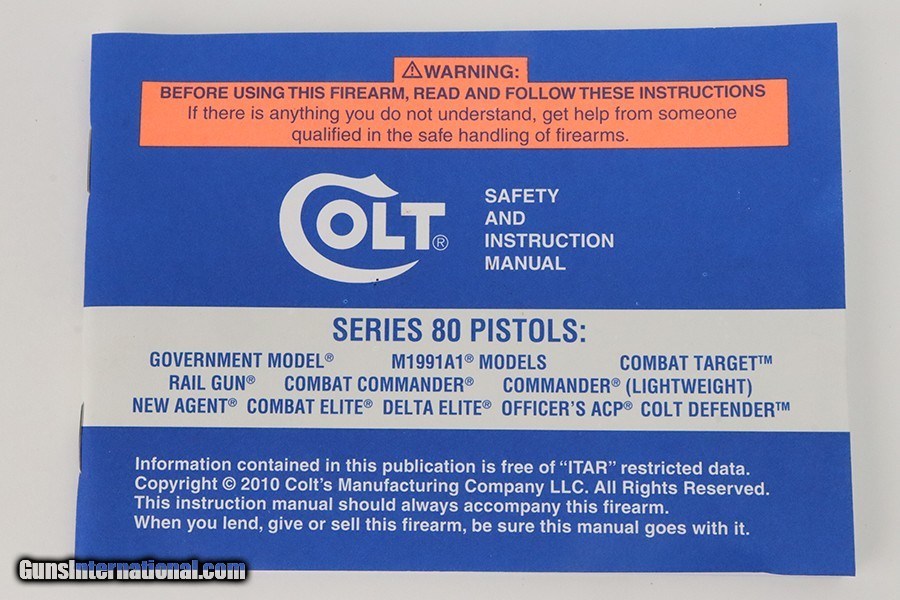 ⚠WARNING:
BEFORE USING THIS FIREARM, READ AND FOLLOW THESE INSTRUCTIONS
If there is anything you do not understand, get help from someone
qualified in the safe handling of firearms.
COLT®
SAFETY
AND
INSTRUCTION
MANUAL
SERIES 80 PISTOLS:
GOVERNMENT MODEL® M1991A1® MODELS COMBAT TARGET™
RAIL GUN® COMBAT COMMANDER® COMMANDER® (LIGHTWEIGHT)
NEW AGENT® COMBAT ELITE® DELTA ELITE® OFFICER'S ACP® COLT DEFENDER™
Information contained in this publication is free of “ITAR” restricted data.
Copyright © 2010 Colt's Manufacturing Company LLC. All Rights Reserved.
This instruction manual should always accompany this firearm.
When you lend, give or sell this firearm, be sure this manual goes with it.
GunsInternational.com